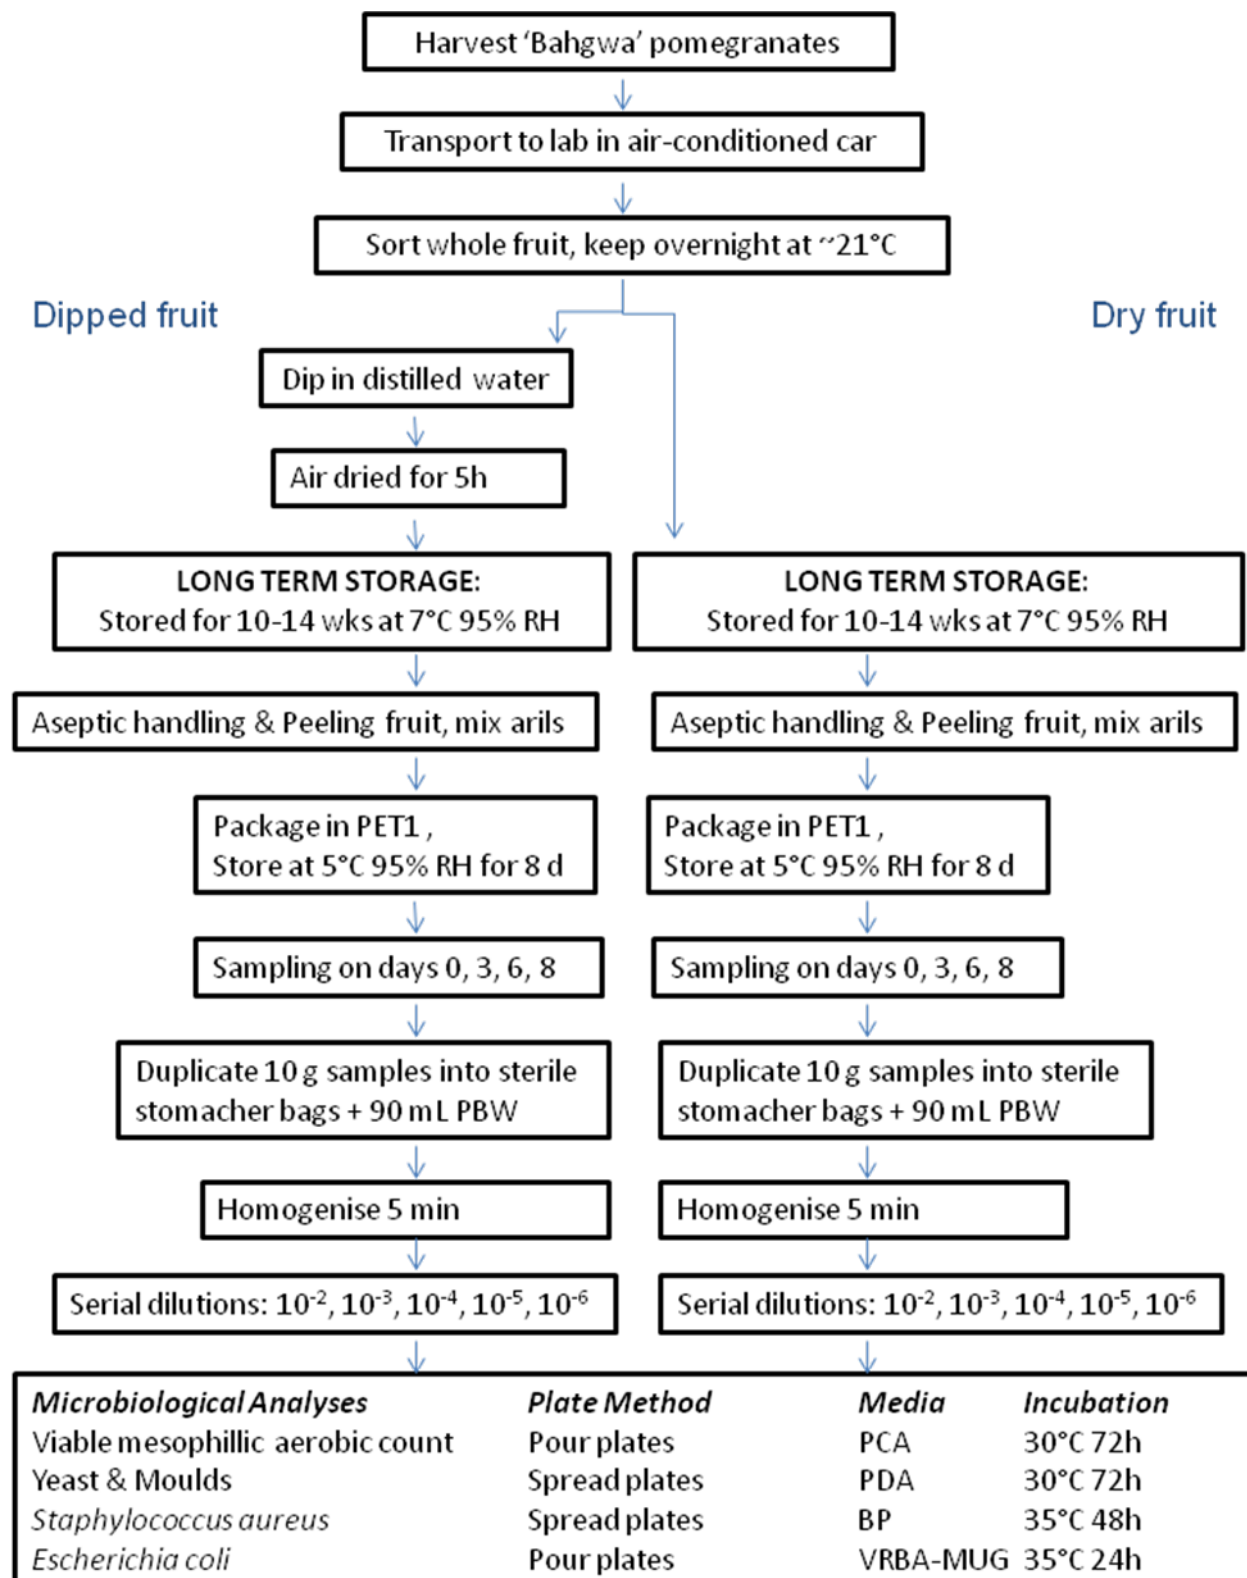 Harvest ‘Bahgwa’ pomegranates
Transport to lab in air-conditioned car
Sort whole fruit, keep overnight at ~21°C
Dipped fruit
Dry fruit
Dip in distilled water
Air dried for 5h
LONG TERM STORAGE:
Stored for 10-14 wks at 7°C 95% RH
Aseptic handling & Peeling fruit, mix arils
Package in PET1 ,
Store at 5°C 95% RH for 8 d
Sampling on days 0, 3, 6, 8
Duplicate 10 g samples into sterile
stomacher bags + 90 mL PBW
Homogenise 5 min
Serial dilutions: 10⁻², 10⁻³, 10⁻⁴, 10⁻⁵, 10⁻⁶
LONG TERM STORAGE:
Stored for 10-14 wks at 7°C 95% RH
Aseptic handling & Peeling fruit, mix arils
Package in PET1 ,
Store at 5°C 95% RH for 8 d
Sampling on days 0, 3, 6, 8
Duplicate 10 g samples into sterile
stomacher bags + 90 mL PBW
Homogenise 5 min
Serial dilutions: 10⁻², 10⁻³, 10⁻⁴, 10⁻⁵, 10⁻⁶
Microbiological Analyses Plate Method Media Incubation
Viable mesophillic aerobic count Pour plates PCA 30°C 72h
Yeast & Moulds Spread plates PDA 30°C 72h
Staphylococcus aureus Spread plates BP 35°C 48h
Escherichia coli Pour plates VRBA-MUG 35°C 24h